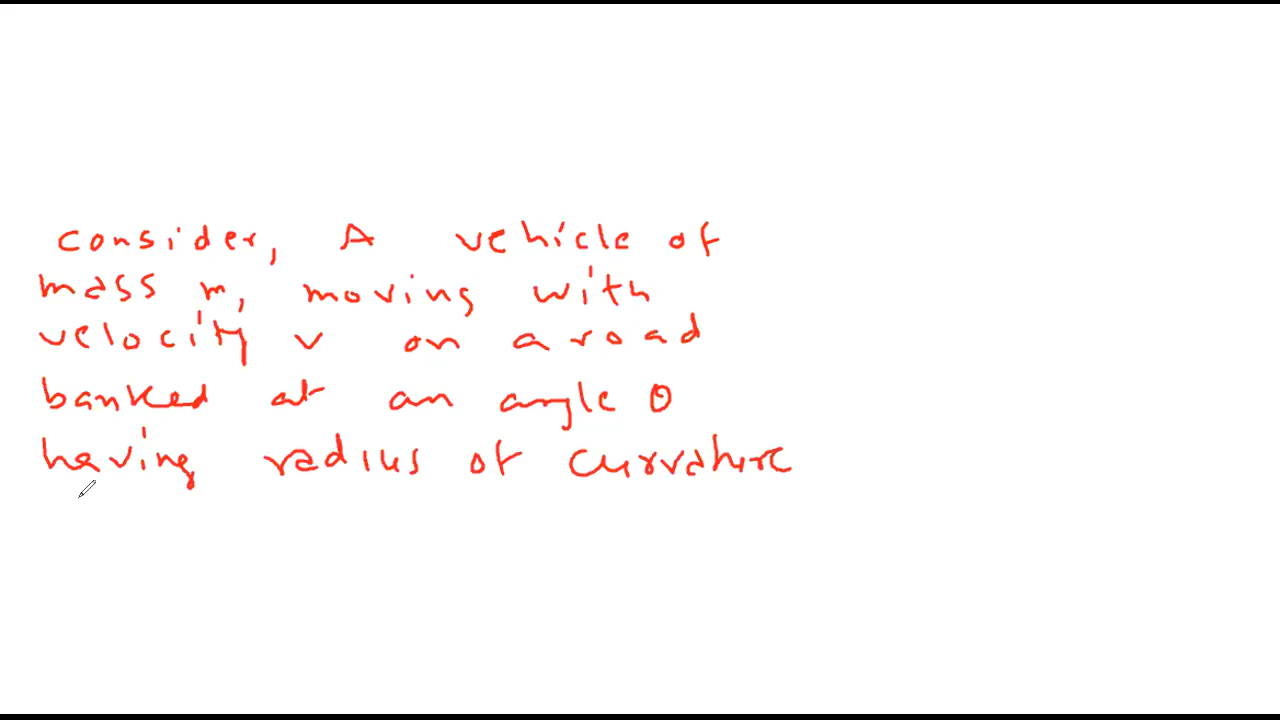 consider, A vehicle of
mass m, moving with
velocity v on a road
banked at an angle θ
having radius of curvature